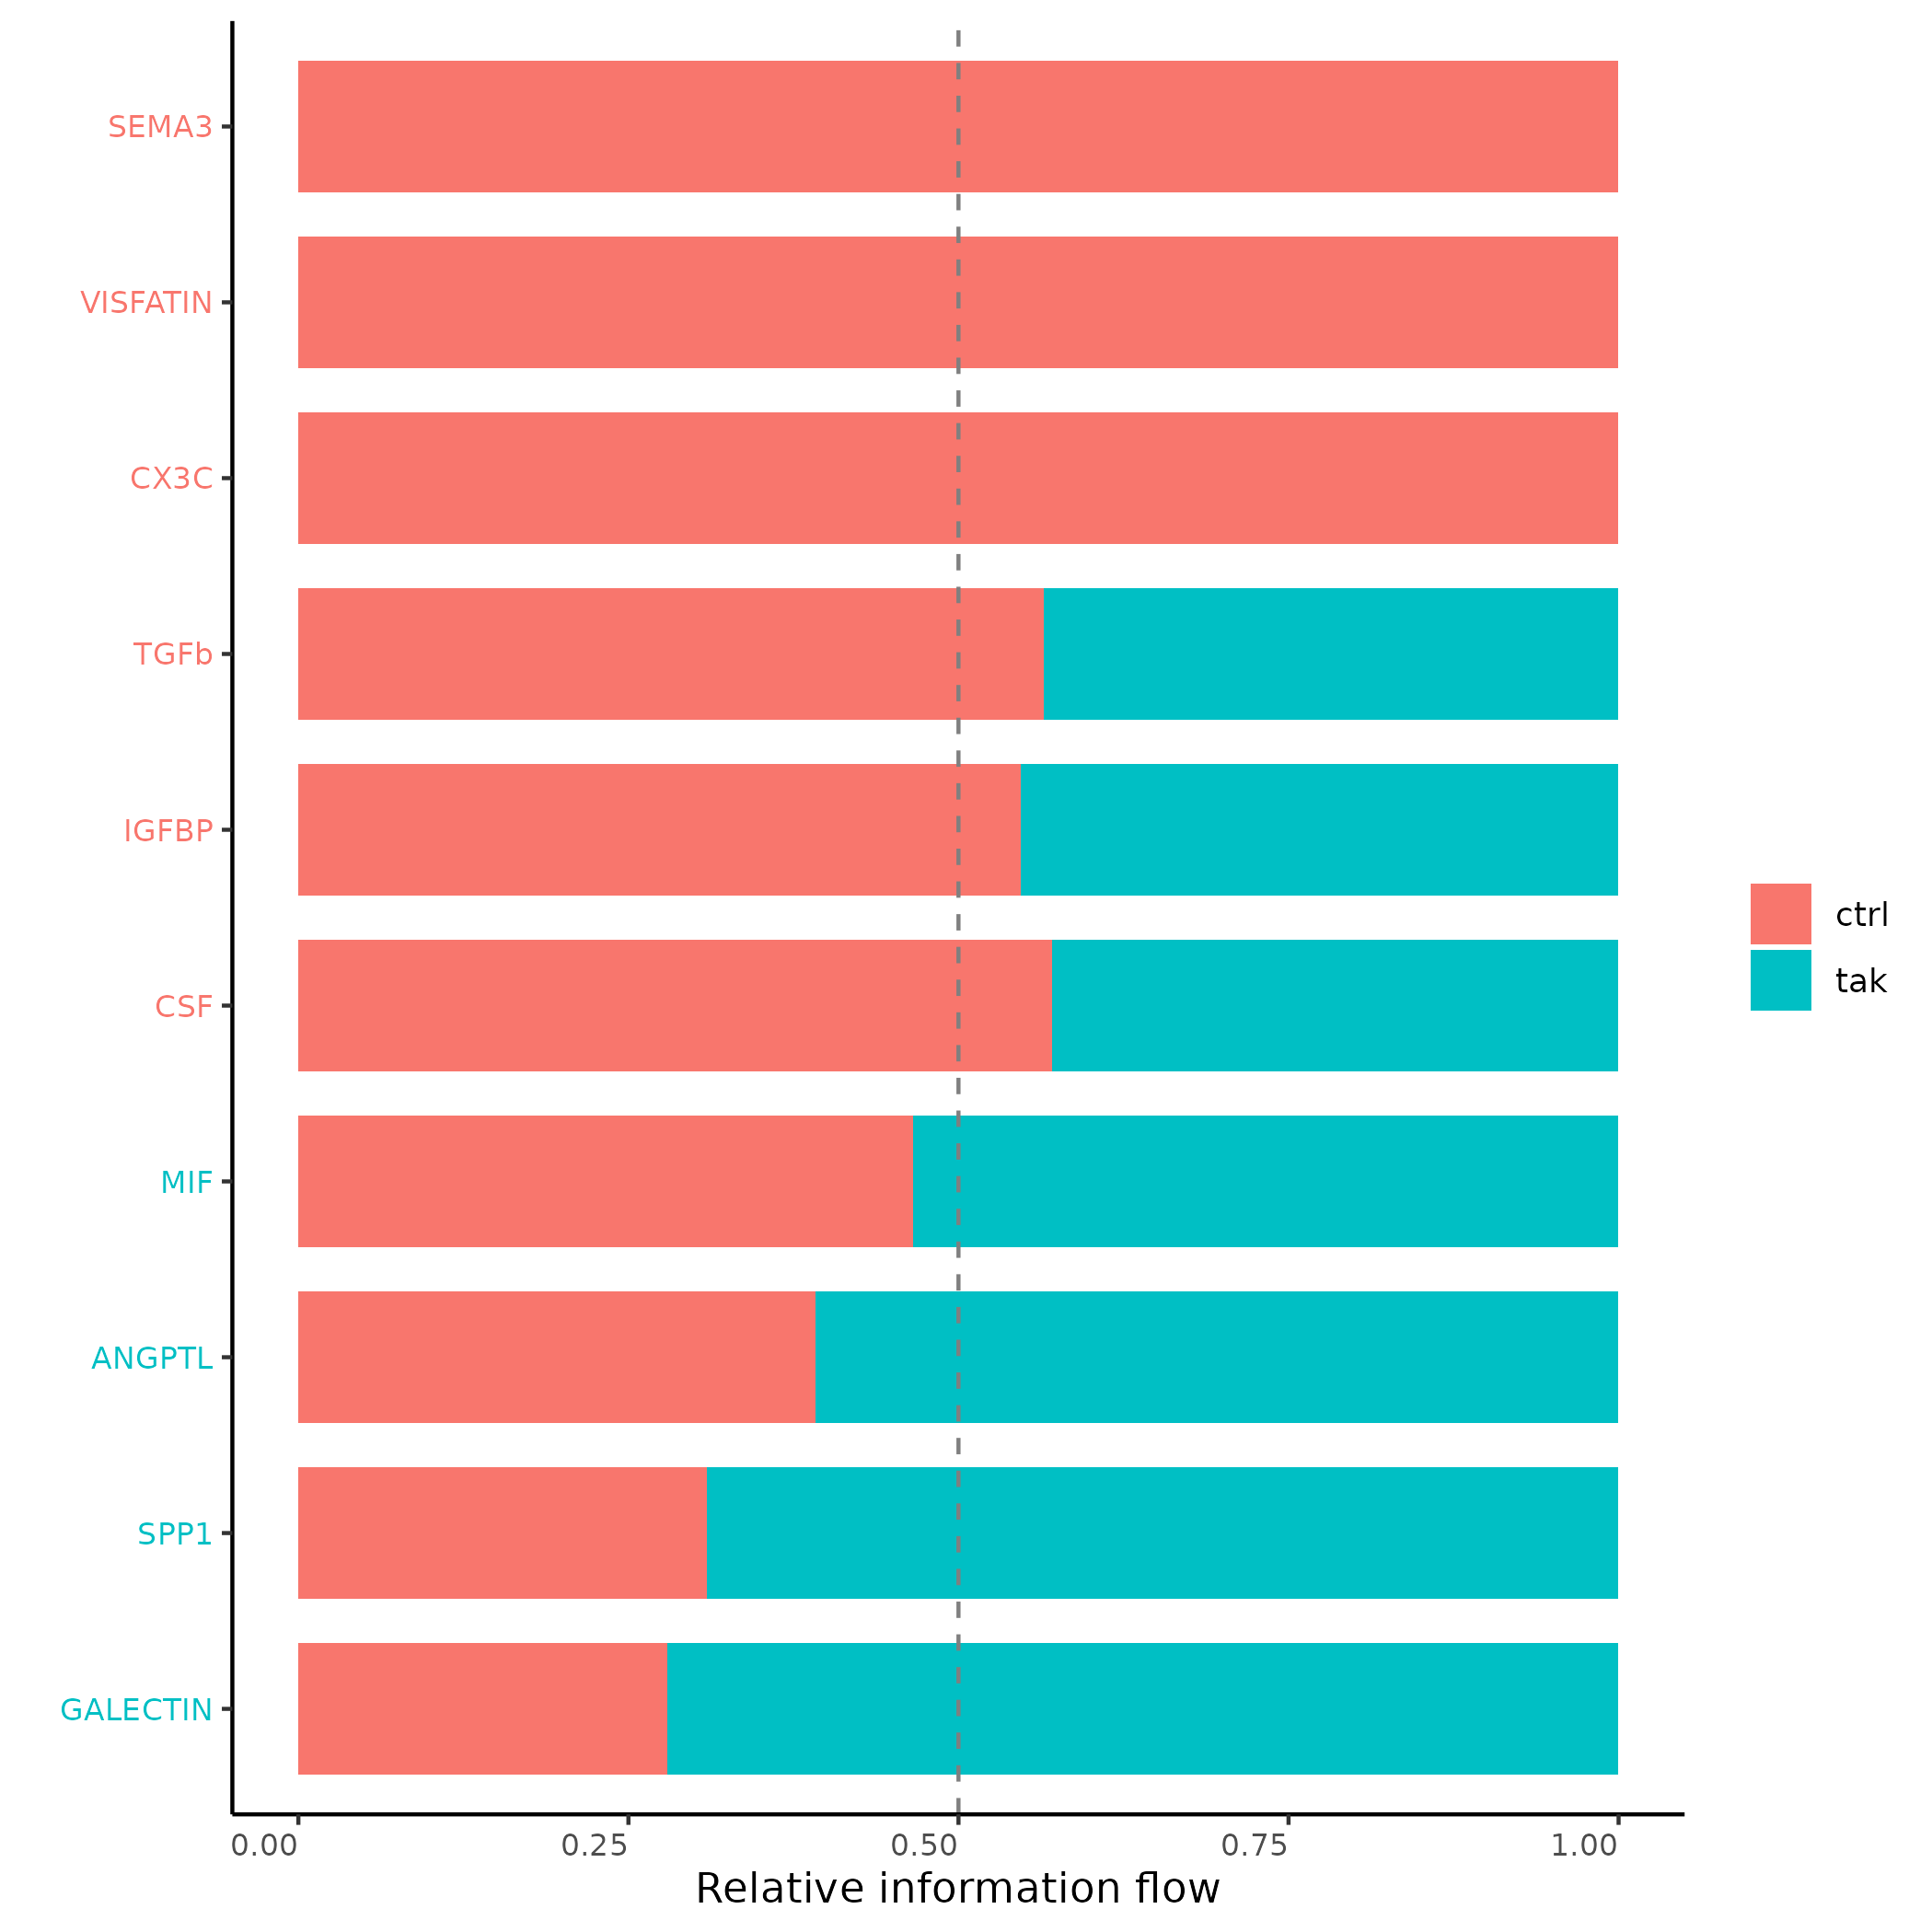 SEMA3
VISFATIN
CX3C
TGFb
IGFBP
CSF
MIF
ANGPTL
SPP1
GALECTIN
0.00 0.25 0.50 0.75 1.00
Relative information flow
ctrl
tak